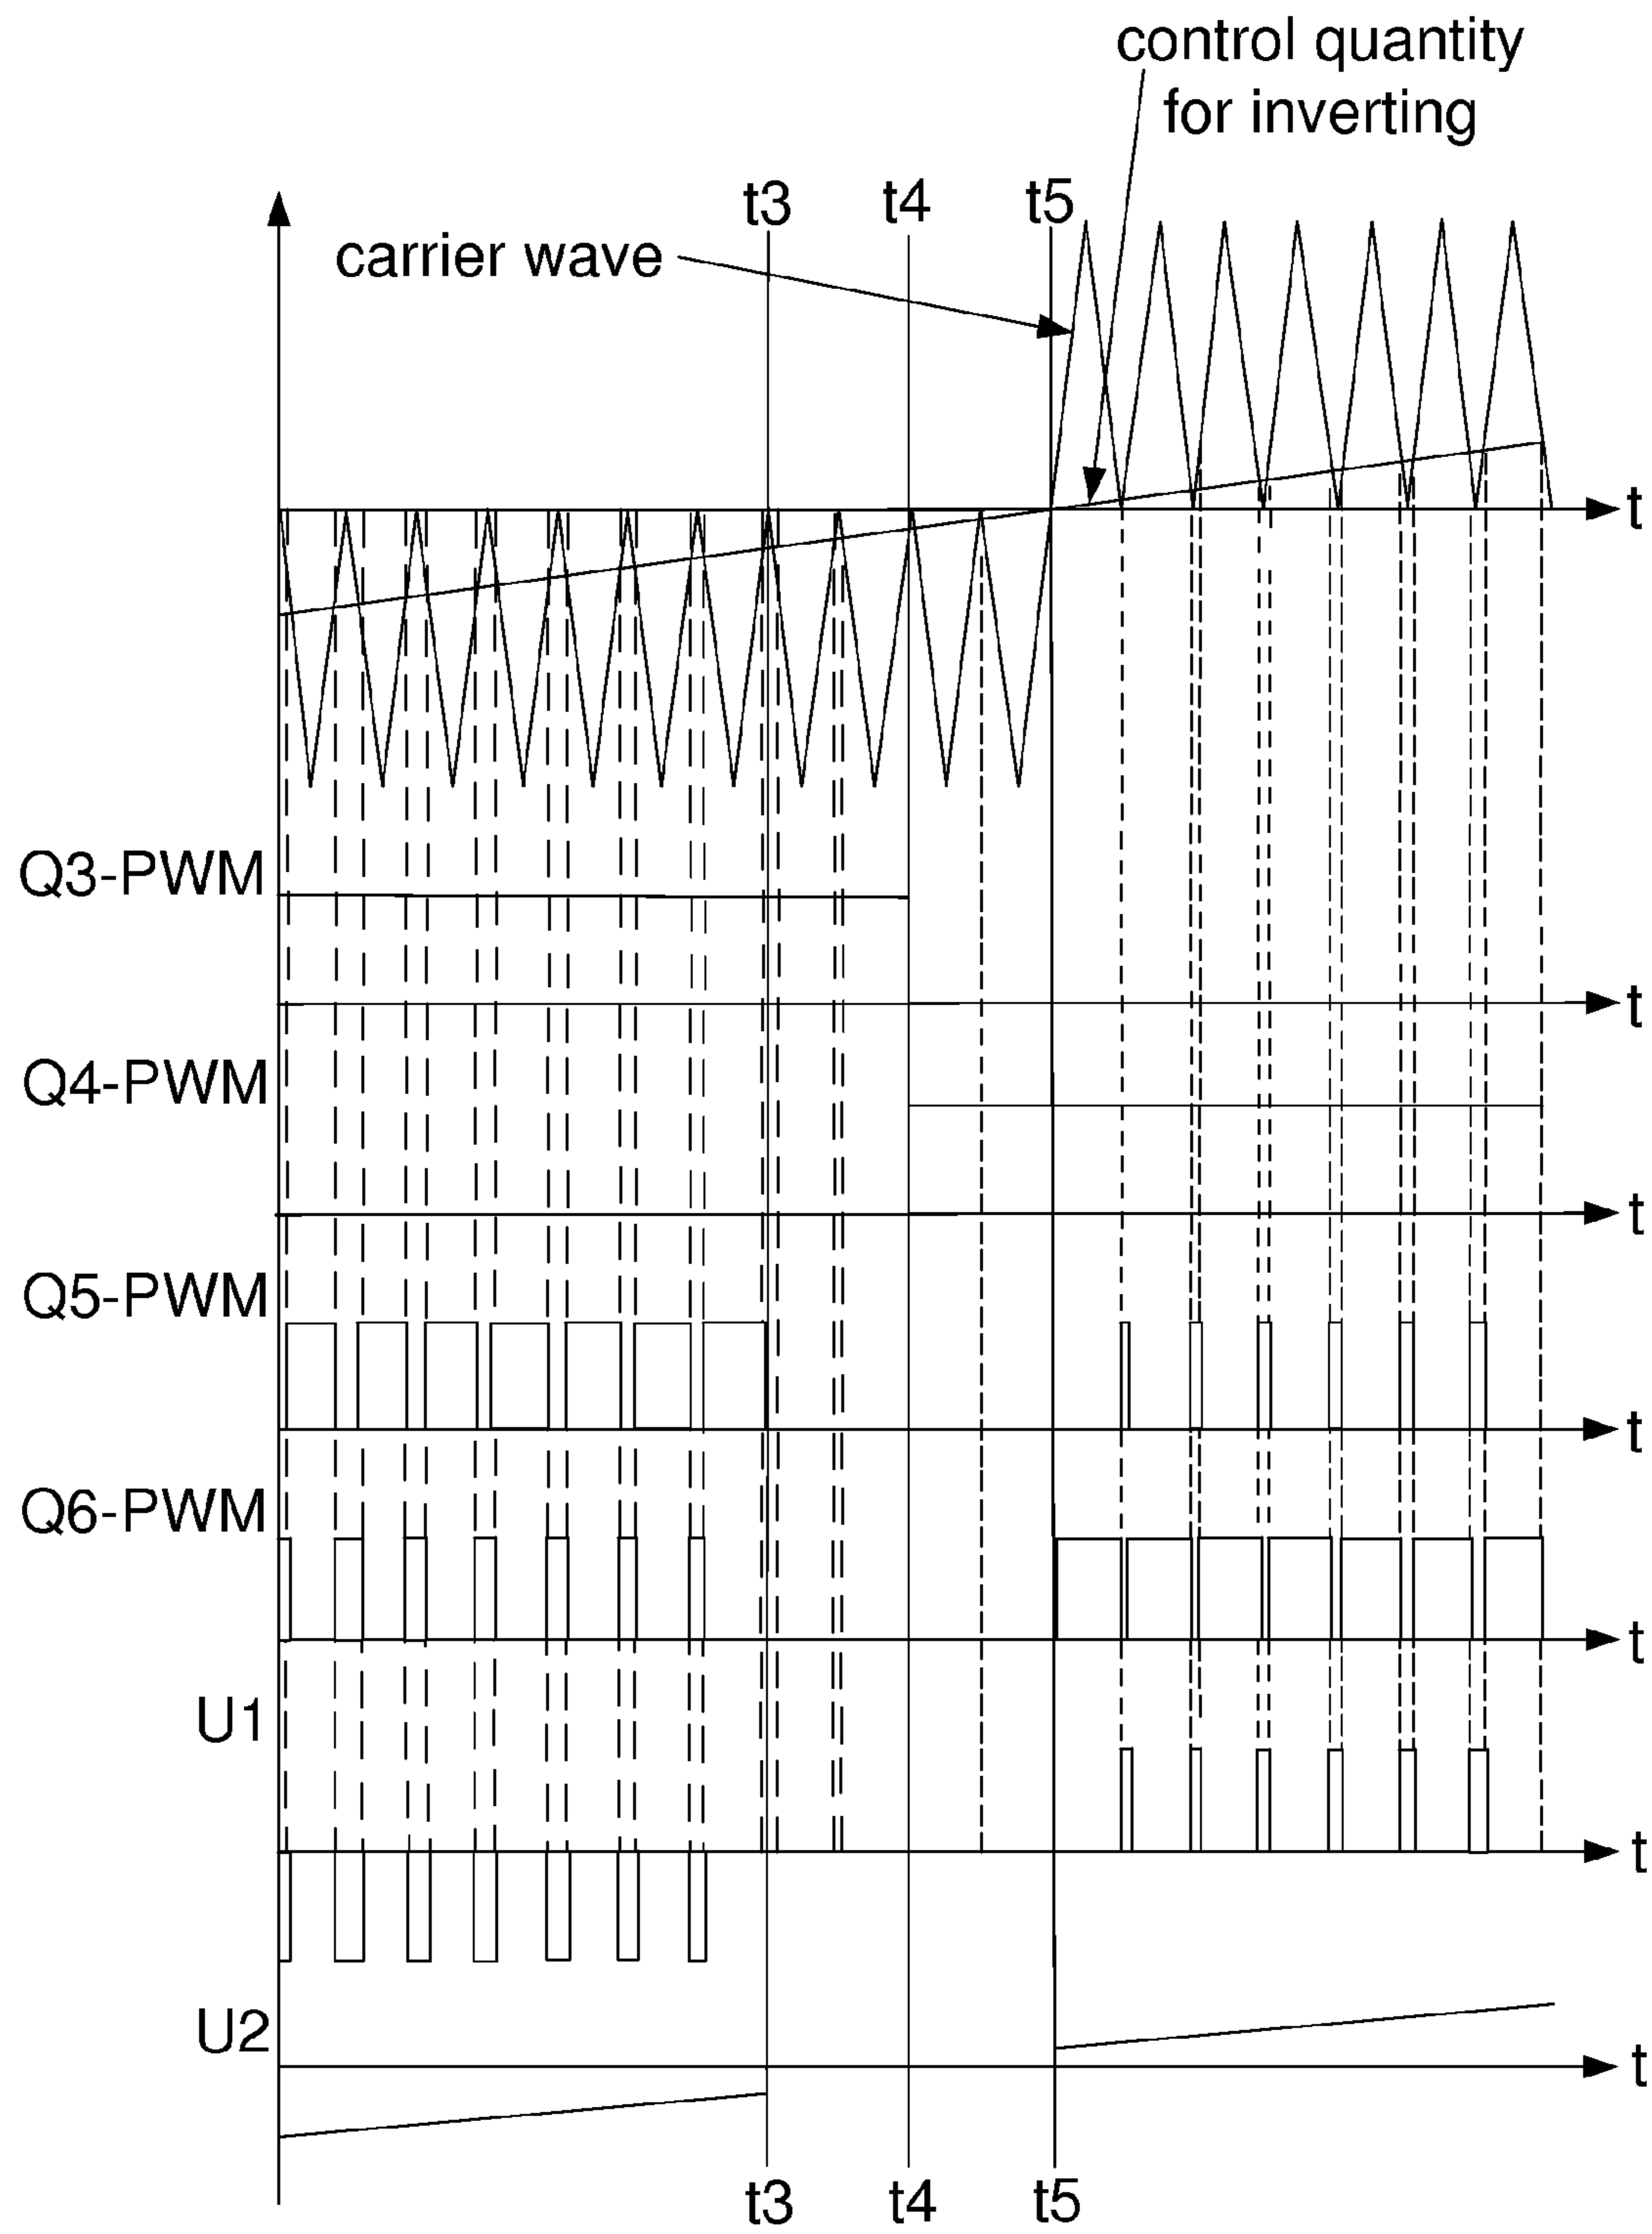 control quantity
for inverting
t3
t4
t5
carrier wave
t
Q3-PWM
t
Q4-PWM
t
Q5-PWM
t
Q6-PWM
t
U1
t
U2
t
t3
t4
t5